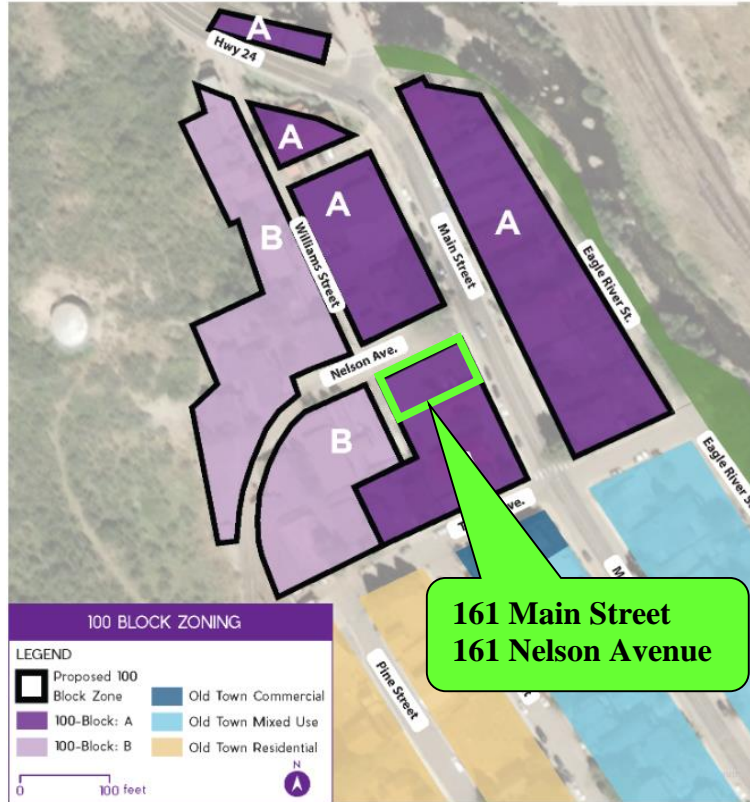 A
Hwy 24
A
A
A
B
Williams Street
Main Street
Eagle River St.
Nelson Ave.
B
Eagle River St
ve.
161 Main Street
161 Nelson Avenue
Pine Street
100 BLOCK ZONING
LEGEND
Proposed 100
Block Zone
Old Town Commercial
100-Block: A
Old Town Mixed Use
100-Block: B
Old Town Residential
0 100 feet
N